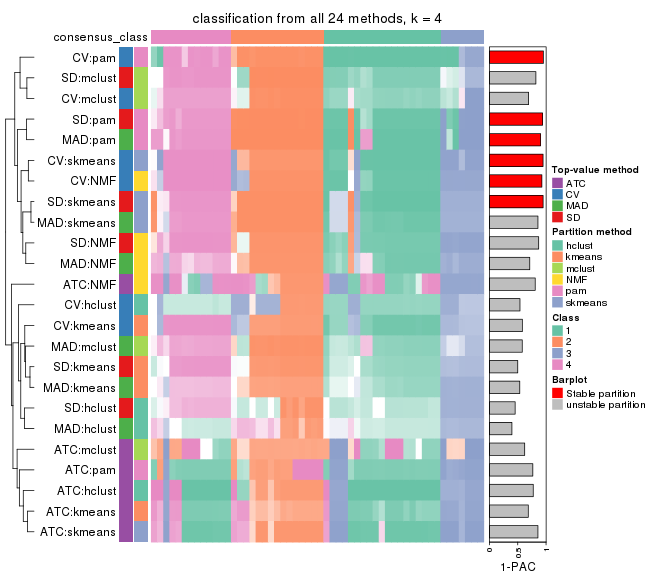 classification from all 24 methods, k = 4
consensus_class
CV:pam
SD:mclust
CV:mclust
SD:pam
MAD:pam
CV:skmeans
CV:NMF
SD:skmeans
MAD:skmeans
SD:NMF
MAD:NMF
ATC:NMF
CV:hclust
CV:kmeans
MAD:mclust
SD:kmeans
MAD:kmeans
SD:hclust
MAD:hclust
ATC:mclust
ATC:pam
ATC:hclust
ATC:kmeans
ATC:skmeans
0
0.5
1
1-PAC
Top-value method
ATC
CV
MAD
SD
Partition method
hclust
kmeans
mclust
NMF
pam
skmeans
Class
1
2
3
4
Barplot
Stable partition
unstable partition